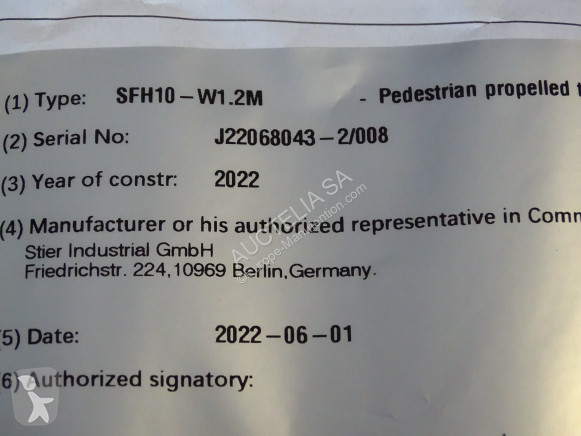 (1) Type: SFH10-W1.2M - Pedestrian propelled
(2) Serial No: J22068043-2/008
(3) Year of constr: 2022
(4) Manufacturer or his authorized representative in Comm
Stier Industrial GmbH
Friedrichstr. 224,10969 Berlin,Germany.
(5) Date: 2022-06-01
(6) Authorized signatory:
AUCTELIA SA